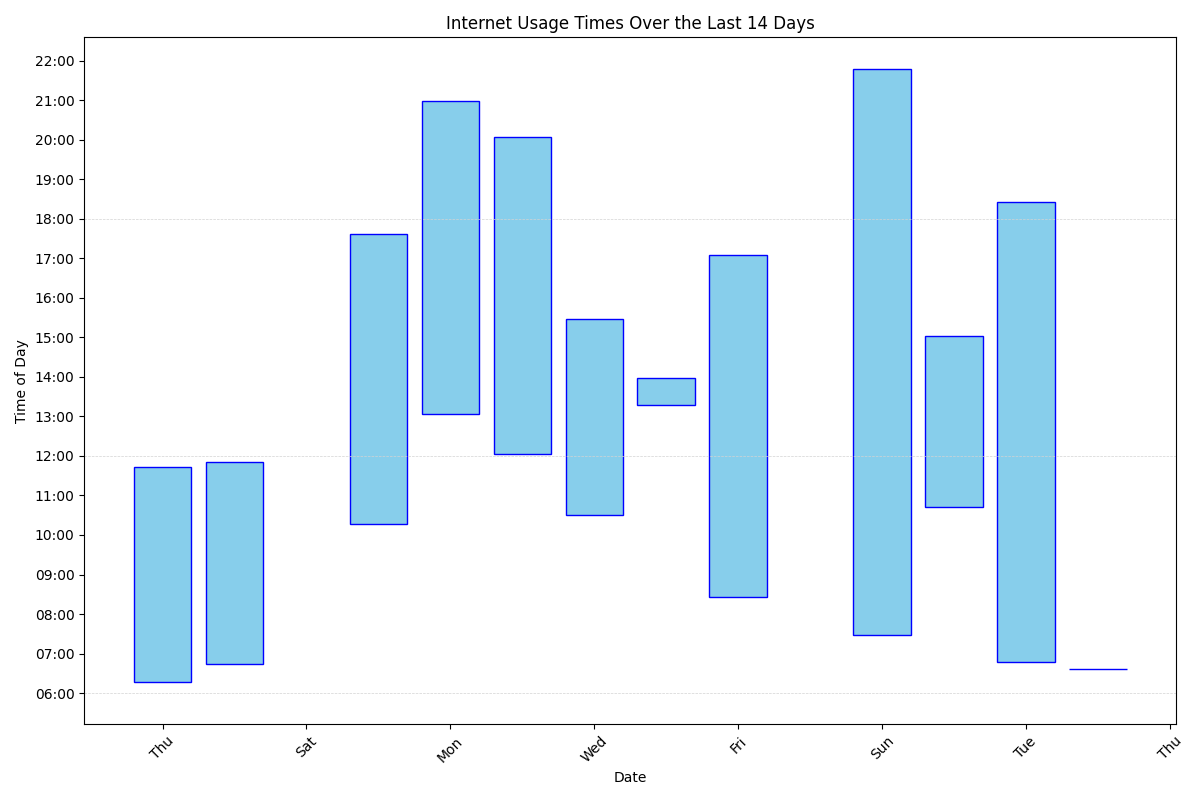 Internet Usage Times Over the Last 14 Days
Time of Day
22:00
21:00
20:00
19:00
18:00
17:00
16:00
15:00
14:00
13:00
12:00
11:00
10:00
09:00
08:00
07:00
06:00
Thu
Sat
Mon
Wed
Fri
Sun
Tue
Thu
Date